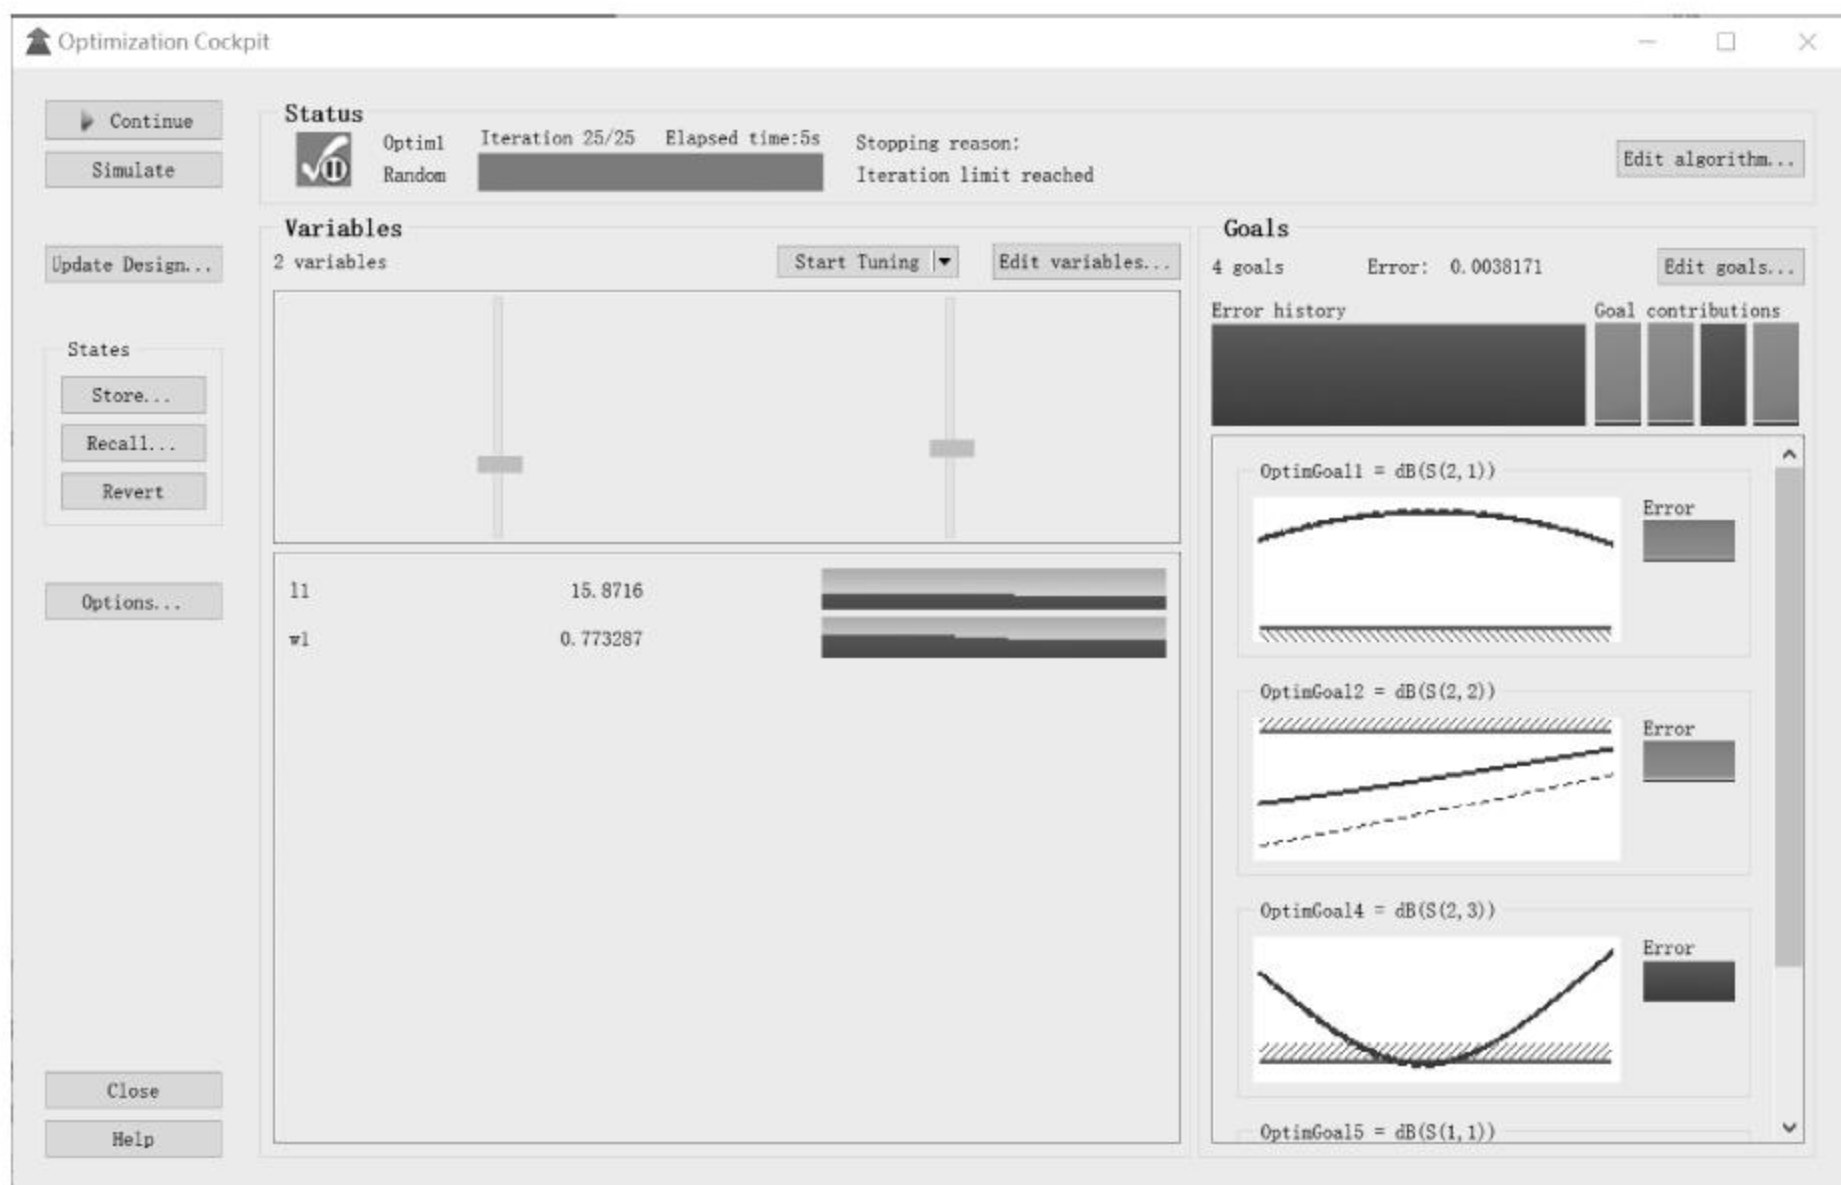 Optimization Cockpit
Continue
Simulate
Update Design...
States
Store...
Recall...
Revert
Options...
Close
Help
Status
Optim1
Random
Iteration 25/25 Elapsed time:5s
Stopping reason:
Iteration limit reached
Edit algorithm...
Variables
2 variables
Start Tuning
Edit variables...
l1 15.8716
w1 0.773287
Goals
4 goals Error: 0.0038171
Edit goals...
Error history Goal contributions
OptimGoal1 = dB(S(2,1))
Error
OptimGoal2 = dB(S(2,2))
Error
OptimGoal4 = dB(S(2,3))
Error
OptimGoal5 = dB(S(1,1))